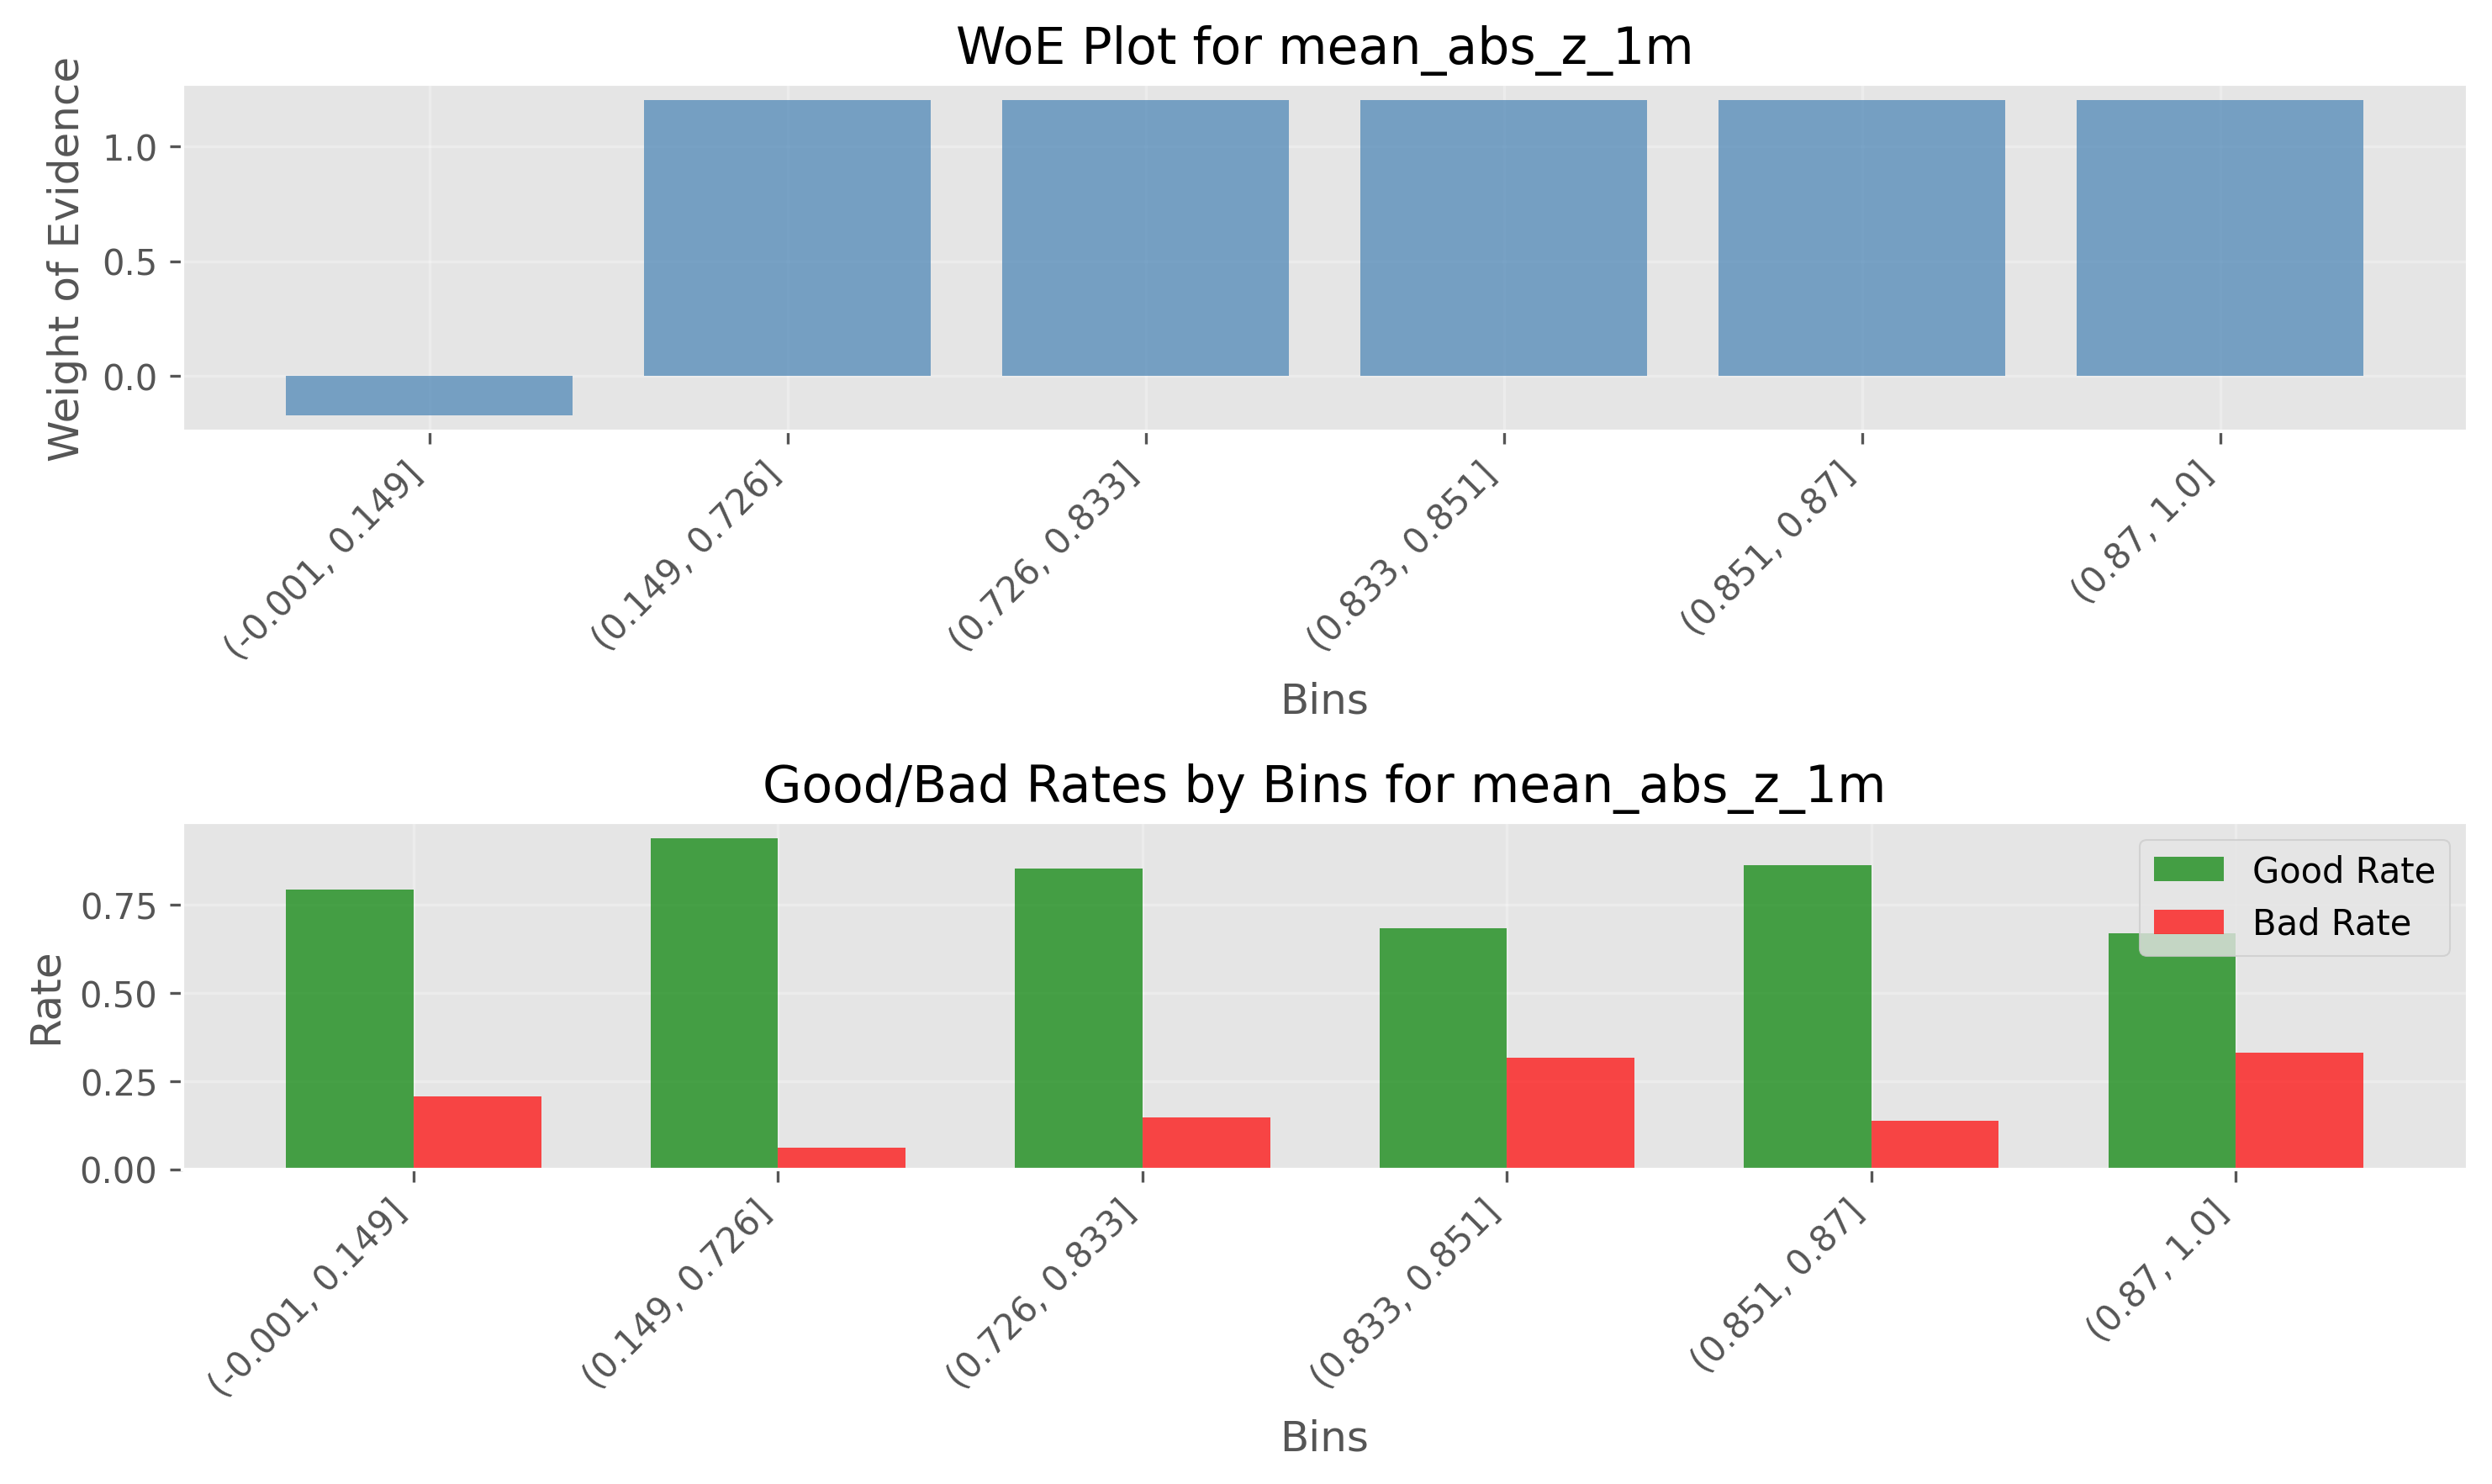 WoE Plot for mean_abs_z_1m
Weight of Evidence
1.0
0.5
0.0
(-0.001, 0.149]
(0.149, 0.726]
(0.726, 0.833]
(0.833, 0.851]
(0.851, 0.87]
(0.87, 1.0]
Bins
Good/Bad Rates by Bins for mean_abs_z_1m
Rate
0.75
0.50
0.25
0.00
Good Rate
Bad Rate
(-0.001, 0.149]
(0.149, 0.726]
(0.726, 0.833]
(0.833, 0.851]
(0.851, 0.87]
(0.87, 1.0]
Bins